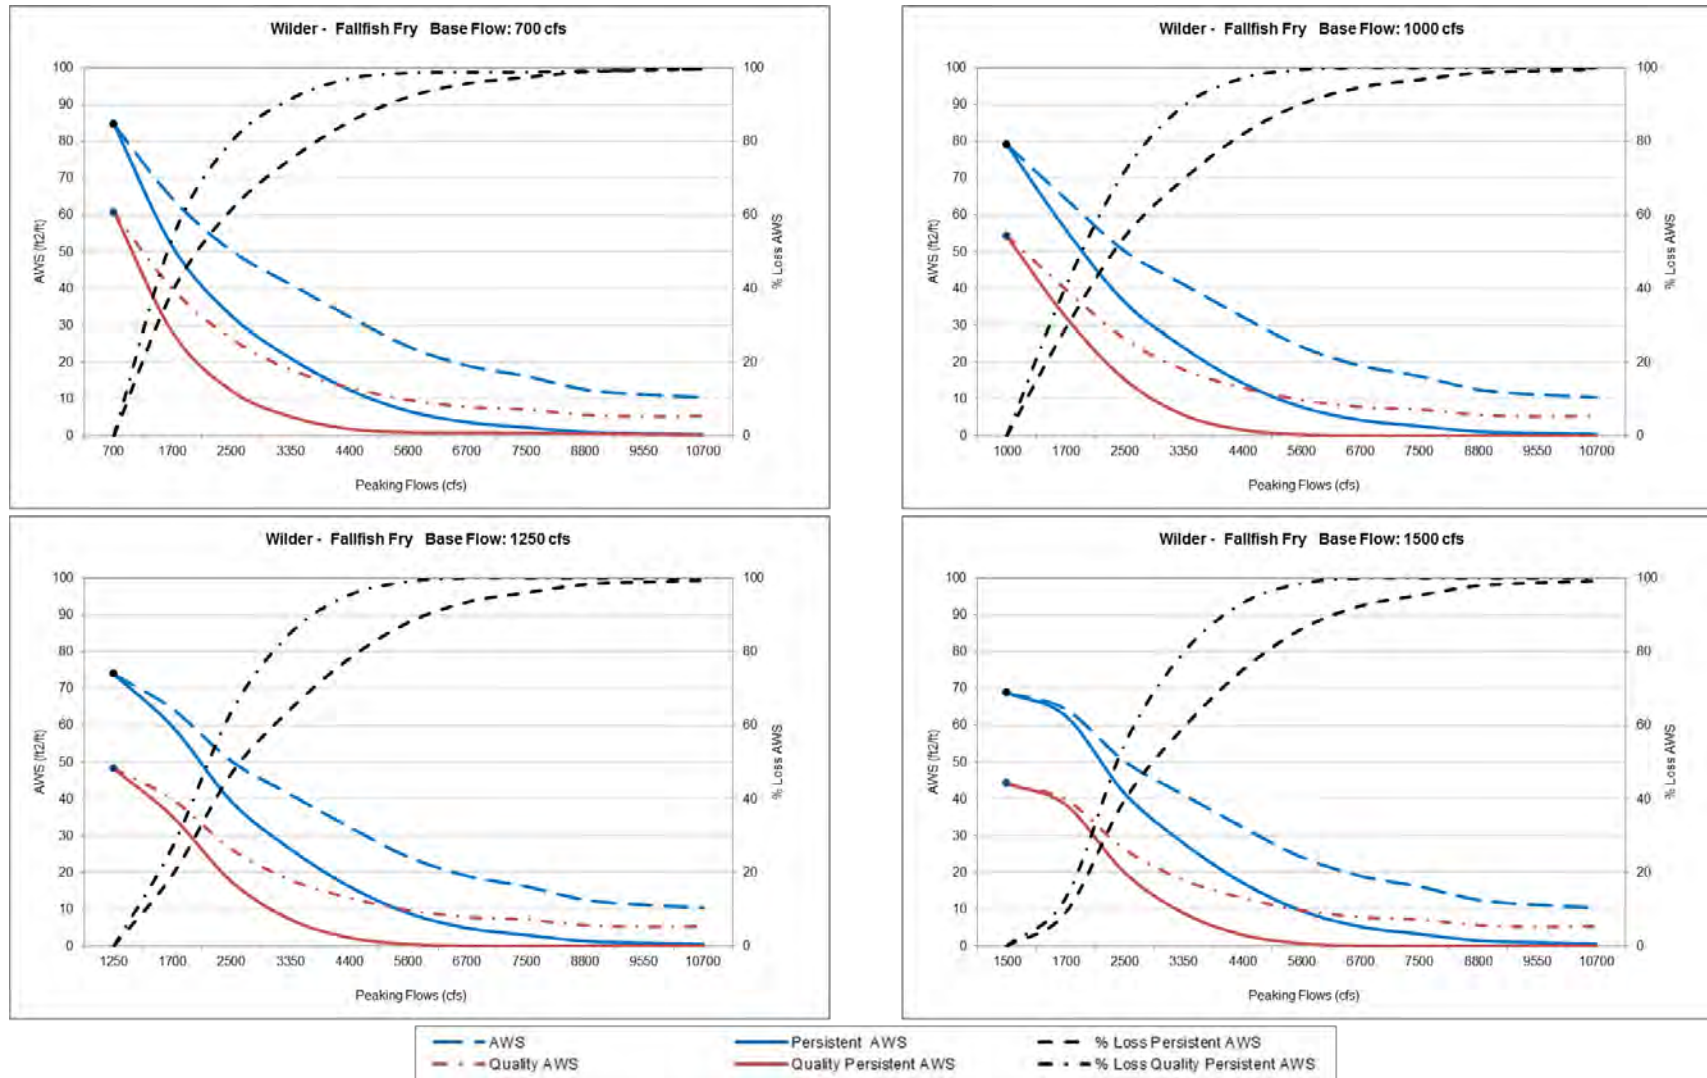 Wilder - Fallfish Fry Base Flow: 700 cfs
100 100
90
80 80
70
60 60
50
40 40
30
20 20
10
0 0
AWS (ft2/ft)
% Loss AWS
700 1700 2500 3350 4400 5600 6700 7500 8800 9550 10700
Peaking Flows (cfs)
Wilder - Fallfish Fry Base Flow: 1000 cfs
100 100
90
80 80
70
60 60
50
40 40
30
20 20
10
0 0
AWS (ft2/ft)
% Loss AWS
1000 1700 2500 3350 4400 5600 6700 7500 8800 9550 10700
Peaking Flows (cfs)
Wilder - Fallfish Fry Base Flow: 1250 cfs
100 100
90
80 80
70
60 60
50
40 40
30
20 20
10
0 0
AWS (ft2/ft)
% Loss AWS
1250 1700 2500 3350 4400 5600 6700 7500 8800 9550 10700
Peaking Flows (cfs)
Wilder - Fallfish Fry Base Flow: 1500 cfs
100 100
90
80 80
70
60 60
50
40 40
30
20 20
10
0 0
AWS (ft2/ft)
% Loss AWS
1500 1700 2500 3350 4400 5600 6700 7500 8800 9550 10700
Peaking Flows (cfs)
AWS Persistent AWS % Loss Persistent AWS
Quality AWS Quality Persistent AWS % Loss Quality Persistent AWS